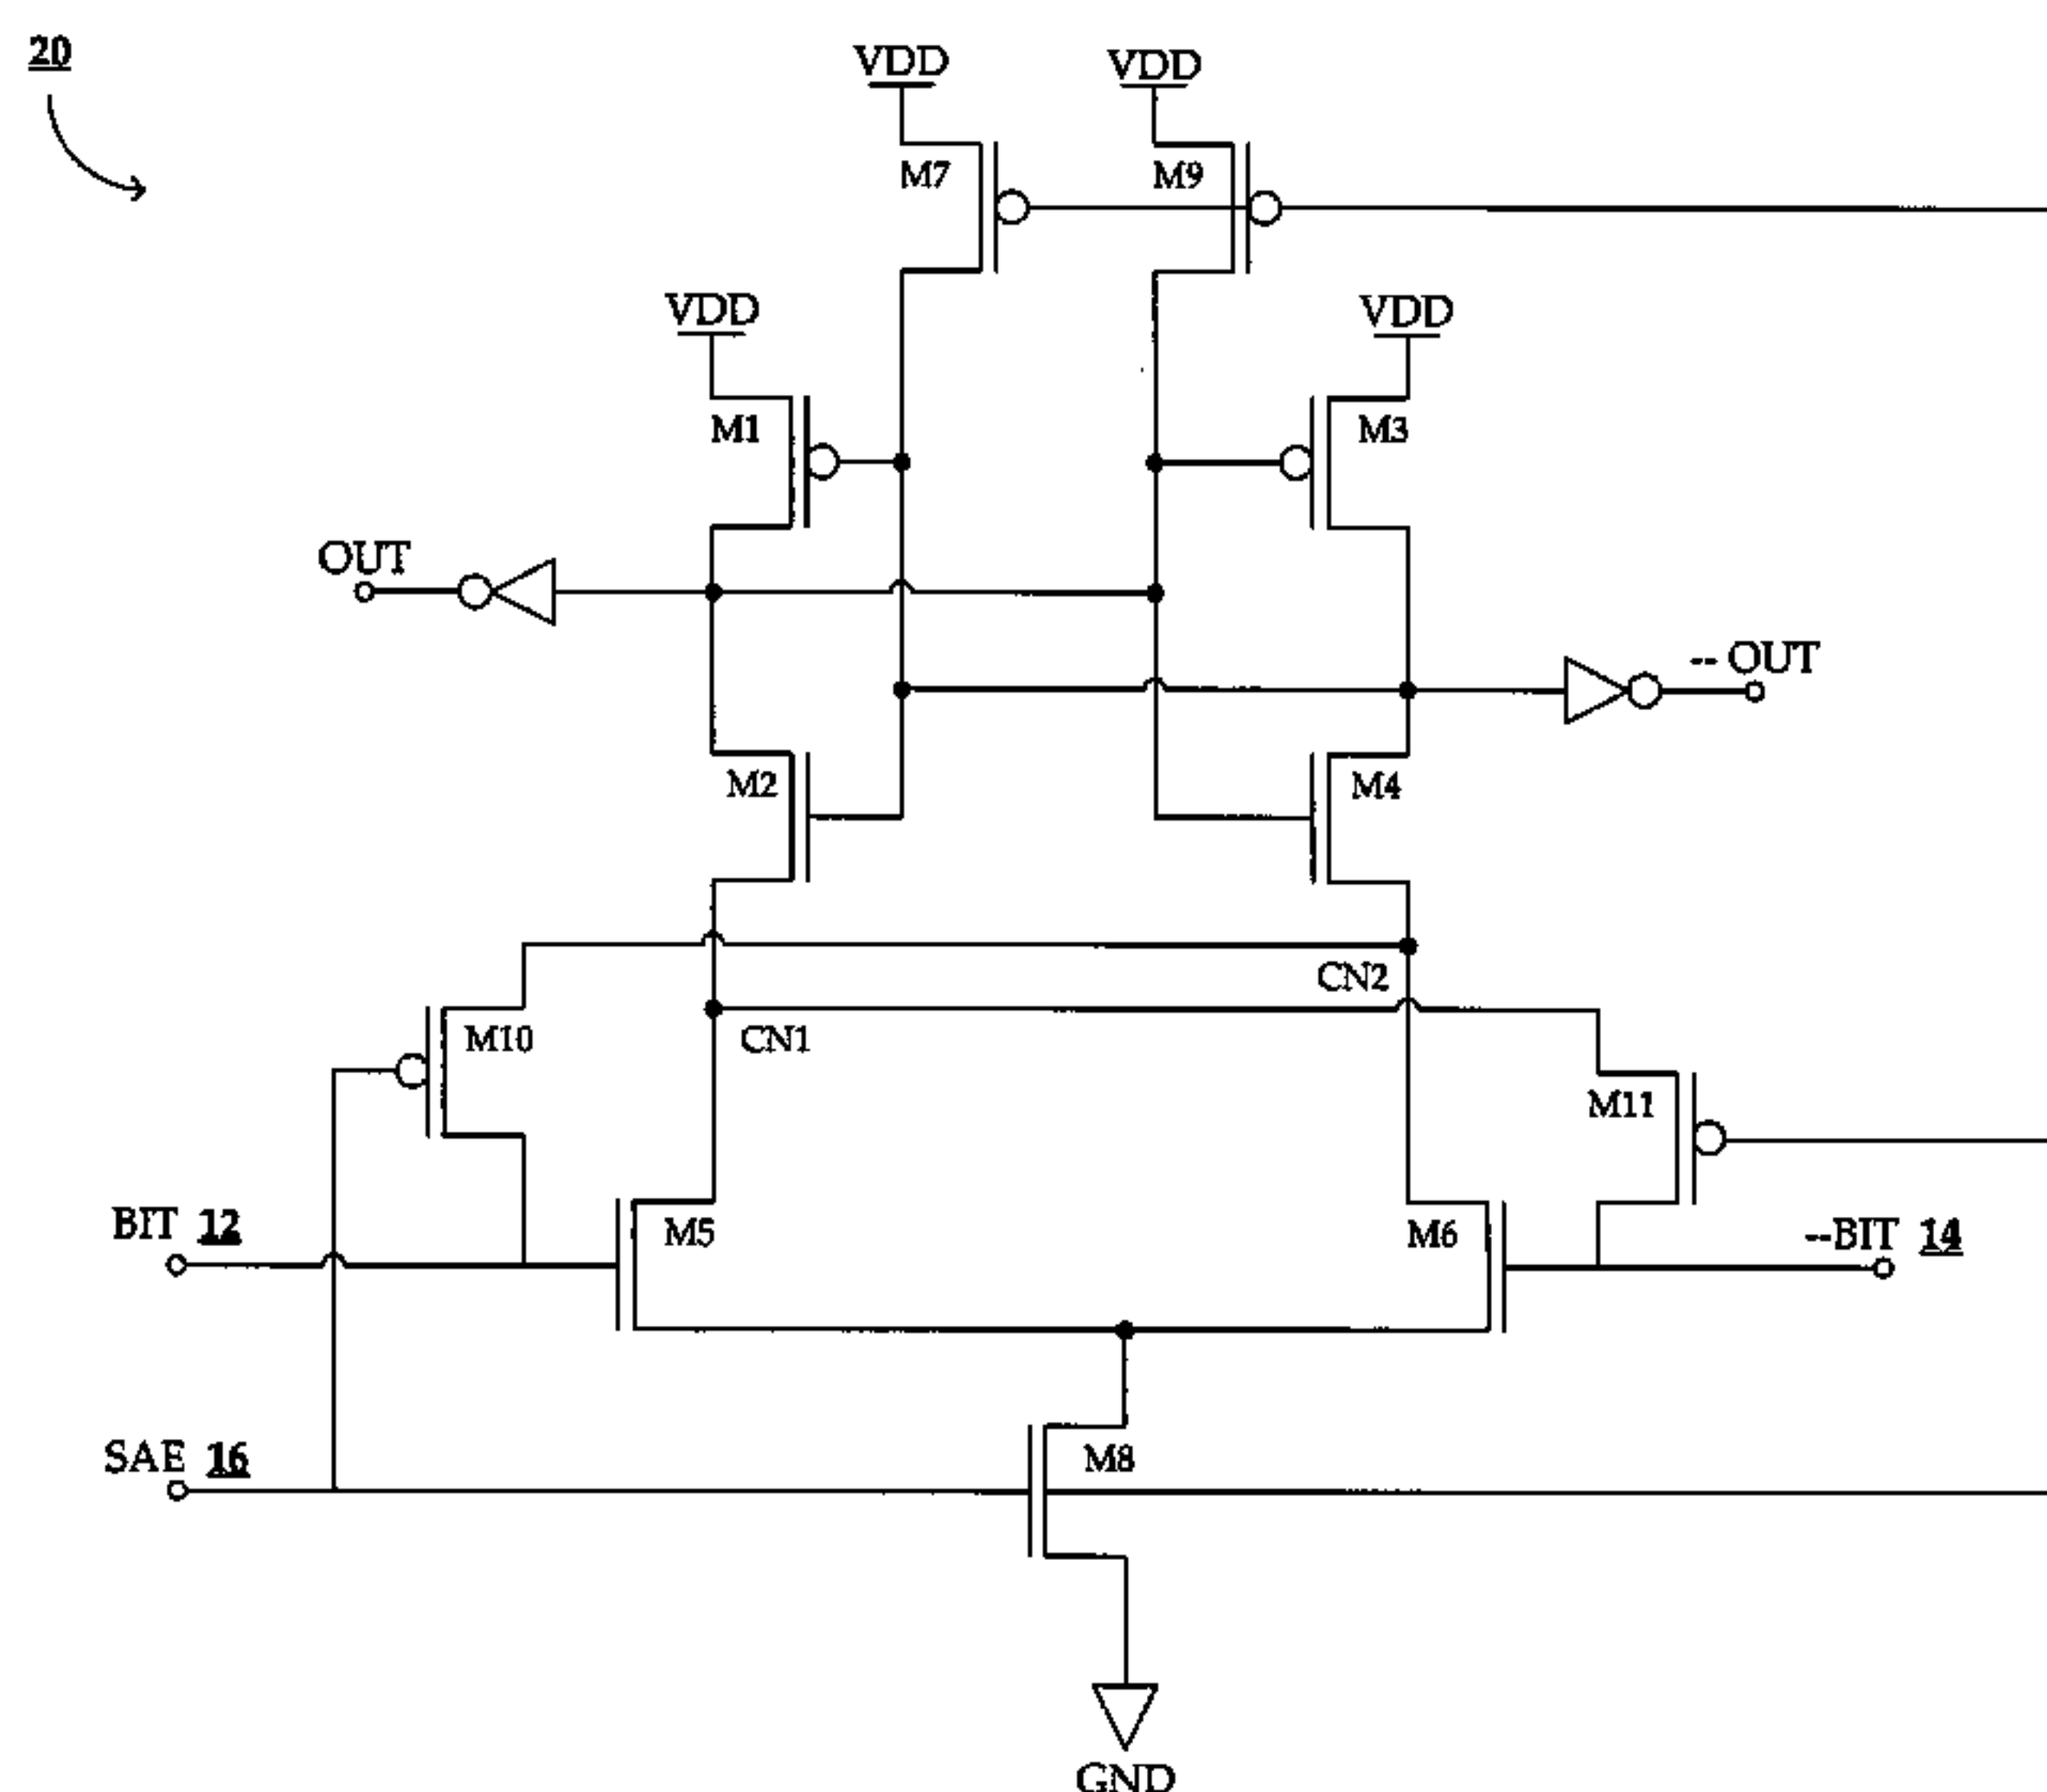 20
VDD
VDD
M7
M9
VDD
VDD
M1
M3
OUT
-- OUT
M2
M4
CN2
M10
CN1
M11
BIT 12
M5
M6
--BIT 14
SAE 16
M8
GND